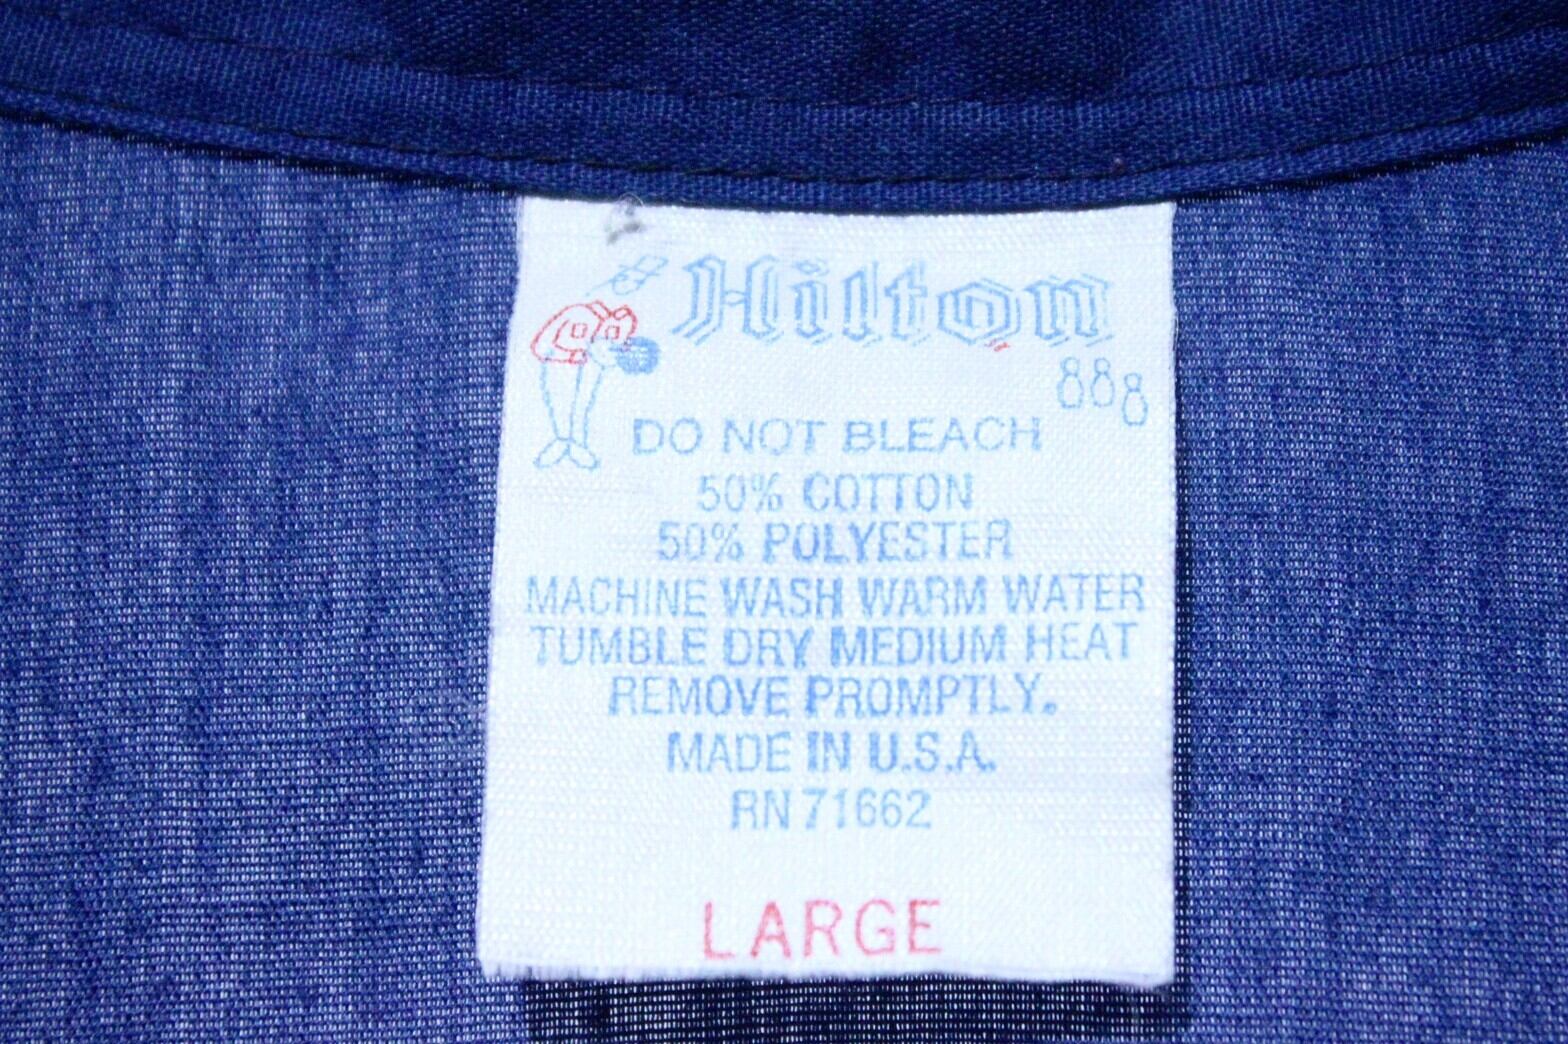 Hilton
DO NOT BLEACH
50% COTTON
50% POLYESTER
MACHINE WASH WARM WATER
TUMBLE DRY MEDIUM HEAT
REMOVE PROMPTLY.
MADE IN U.S.A.
RN 71662
LARGE